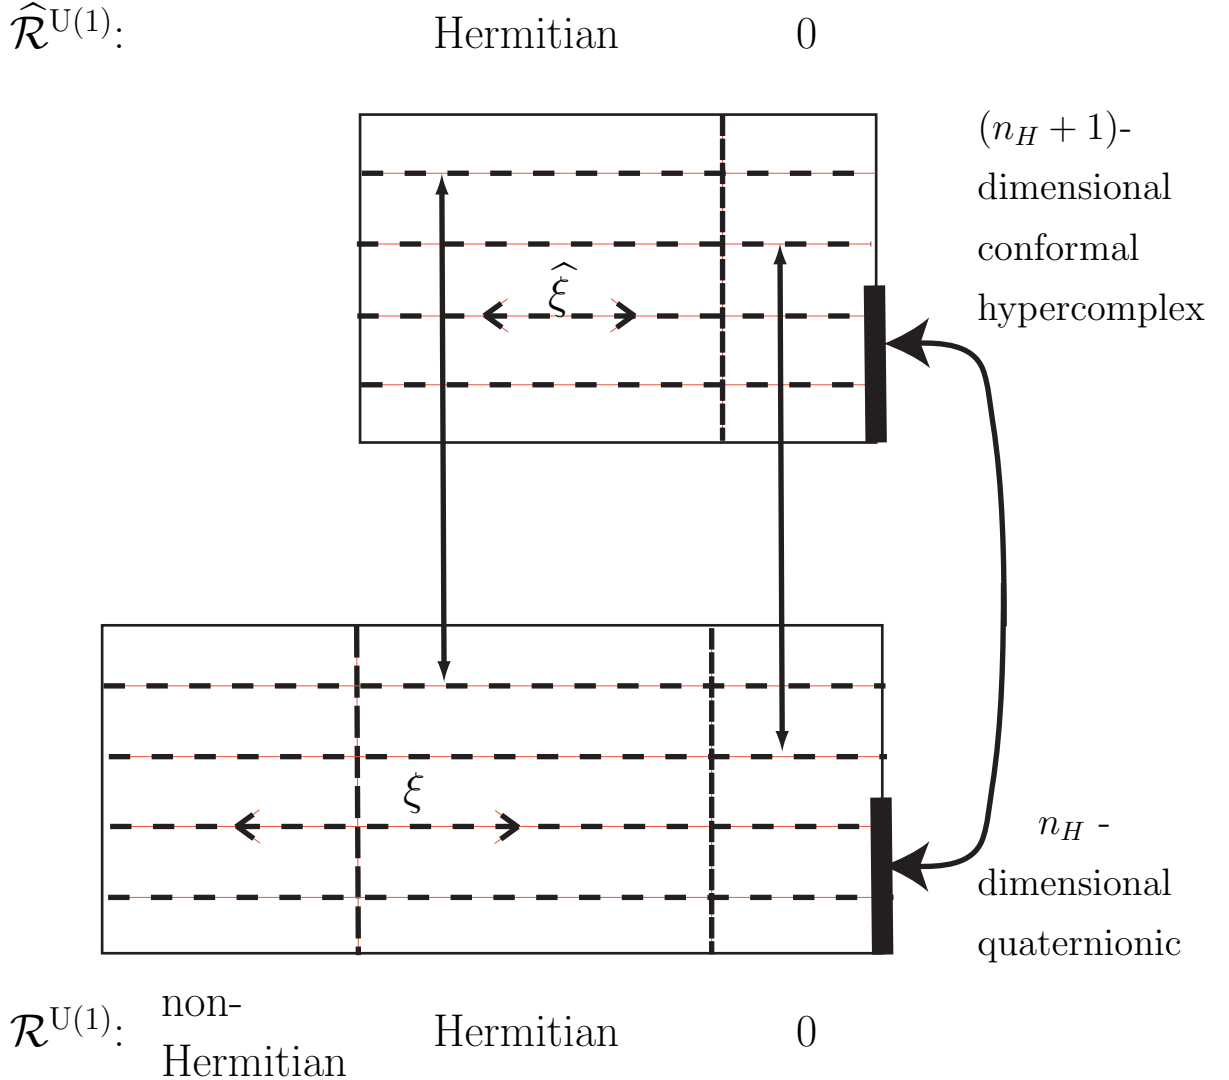 $\widehat{\mathcal{R}}^{\mathrm{U}(1)}$: Hermitian 0
$(n_H + 1)$-
dimensional
conformal
hypercomplex
$\widehat{\xi}$
$\xi$
$n_H$ -
dimensional
quaternionic
non-
$\mathcal{R}^{\mathrm{U}(1)}$: Hermitian 0
Hermitian